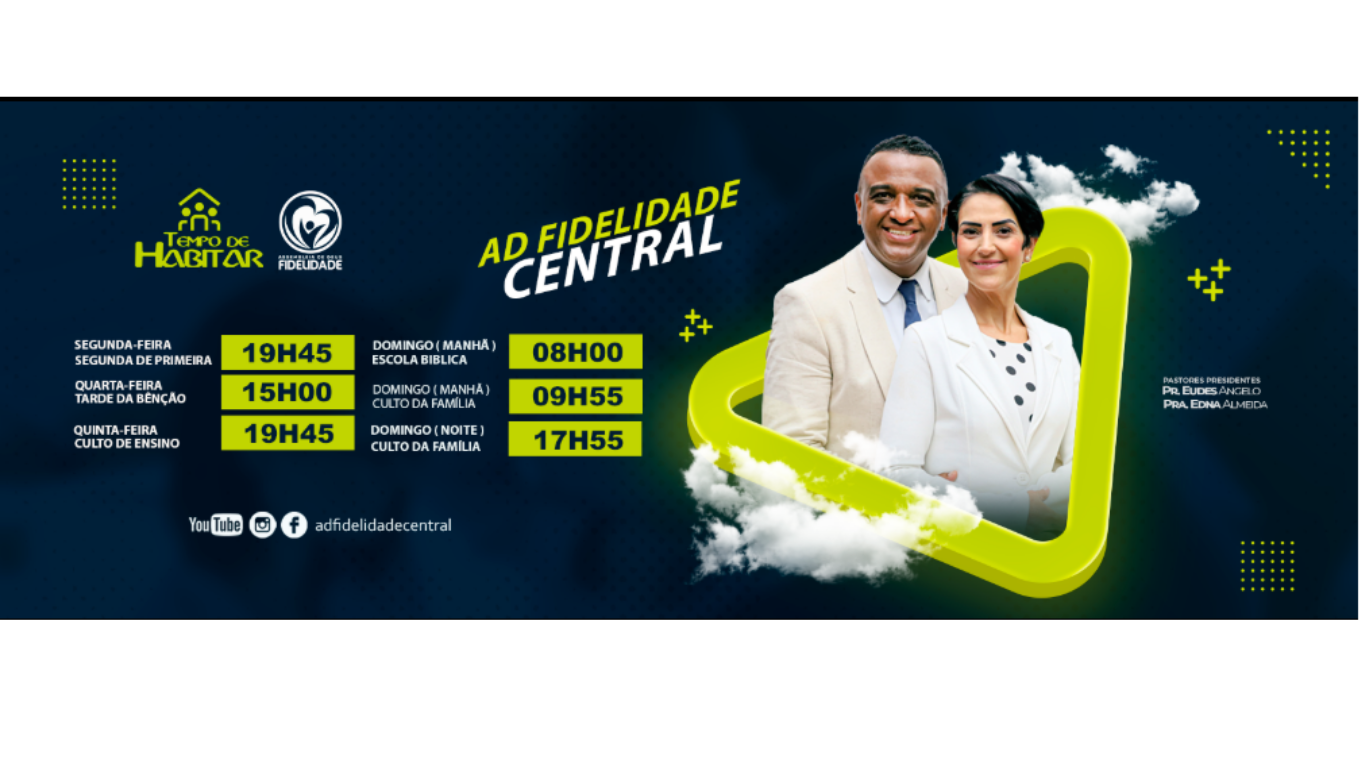 TEMPO DE
HABITAR
ASSEMBLEIA DE DEUS
FIDELIDADE
AD FIDELIDADE
CENTRAL
SEGUNDA-FEIRA
SEGUNDA DE PRIMEIRA
19H45
QUARTA-FEIRA
TARDE DA BÊNÇÃO
15H00
QUINTA-FEIRA
CULTO DE ENSINO
19H45
DOMINGO ( MANHÃ )
ESCOLA BIBLICA
08H00
DOMINGO ( MANHÃ )
CULTO DA FAMÍLIA
09H55
DOMINGO ( NOITE )
CULTO DA FAMÍLIA
17H55
YouTube adfidelidadecentral
PASTORES PRESIDENTES
PR. EUDES ANGELO
PRA. EDNA ALMEIDA